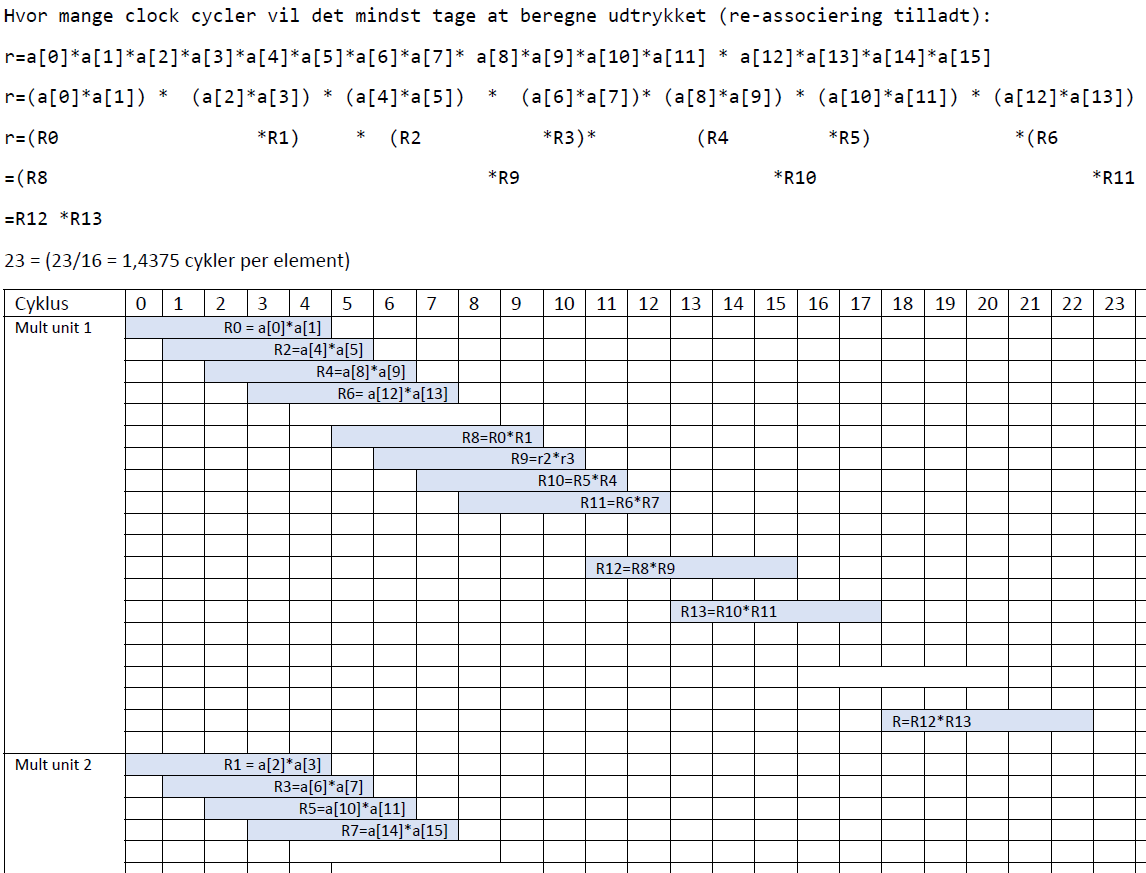 Hvor mange clock cycler vil det mindst tage at beregne udtrykket (re-associering tilladt):
r=a[0]*a[1]*a[2]*a[3]*a[4]*a[5]*a[6]*a[7]* a[8]*a[9]*a[10]*a[11] * a[12]*a[13]*a[14]*a[15]
r=(a[0]*a[1]) * (a[2]*a[3]) * (a[4]*a[5]) * (a[6]*a[7])* (a[8]*a[9]) * (a[10]*a[11]) * (a[12]*a[13])
r=(R0 *R1) * (R2 *R3)* (R4 *R5) *(R6
=(R8 *R9 *R10 *R11
=R12 *R13
23 = (23/16 = 1,4375 cykler per element)
Cyklus 0 1 2 3 4 5 6 7 8 9 10 11 12 13 14 15 16 17 18 19 20 21 22 23
Mult unit 1 R0 = a[0]*a[1]
R2=a[4]*a[5]
R4=a[8]*a[9]
R6= a[12]*a[13]
R8=R0*R1
R9=r2*r3
R10=R5*R4
R11=R6*R7
R12=R8*R9
R13=R10*R11
R=R12*R13
Mult unit 2 R1 = a[2]*a[3]
R3=a[6]*a[7]
R5=a[10]*a[11]
R7=a[14]*a[15]